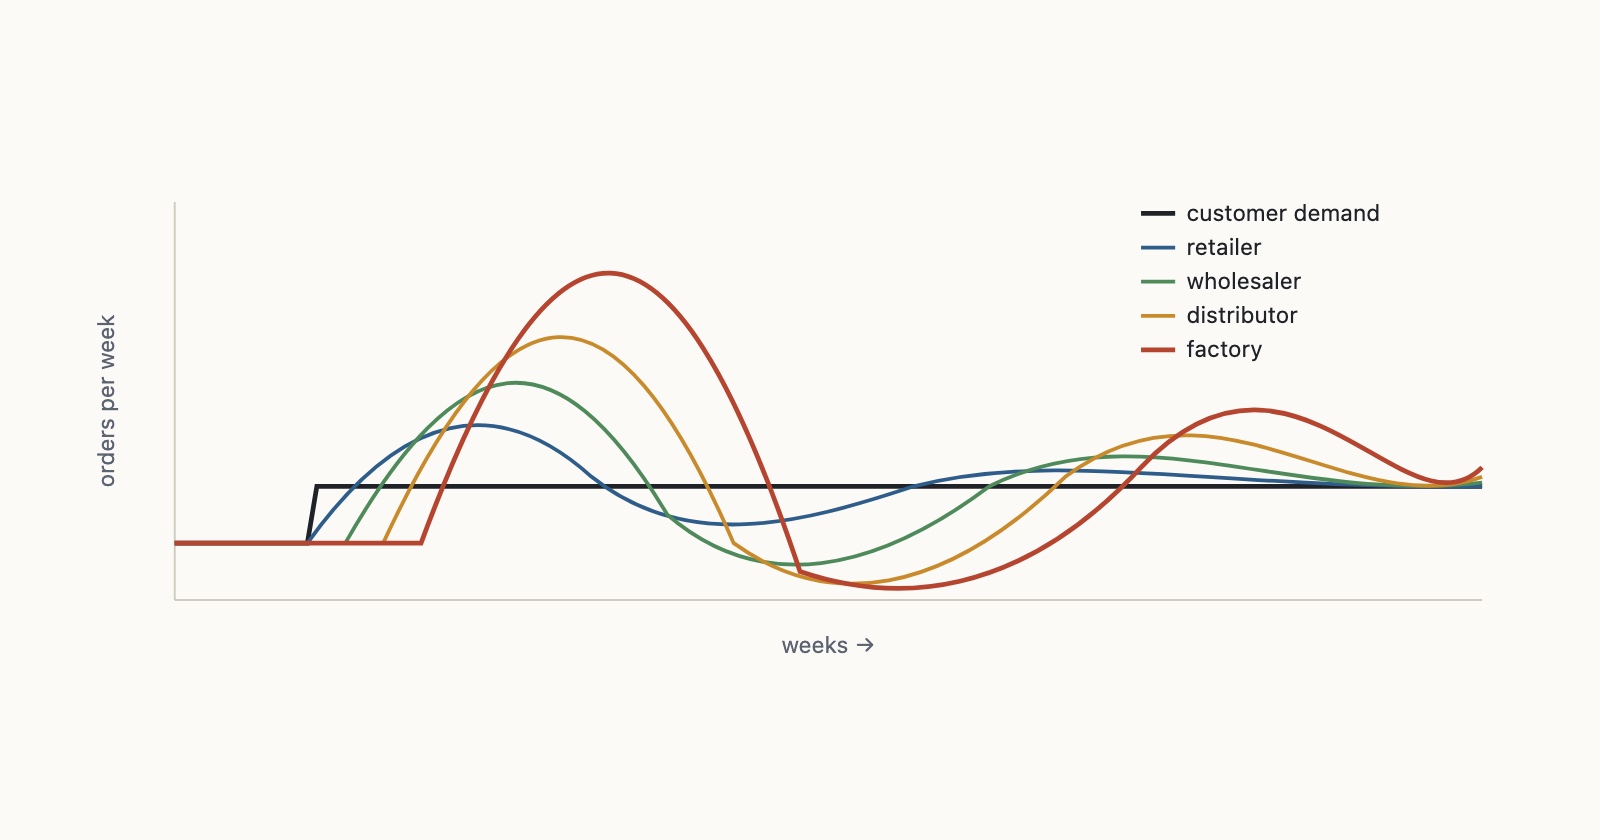 customer demand
retailer
wholesaler
distributor
factory
orders per week
weeks →